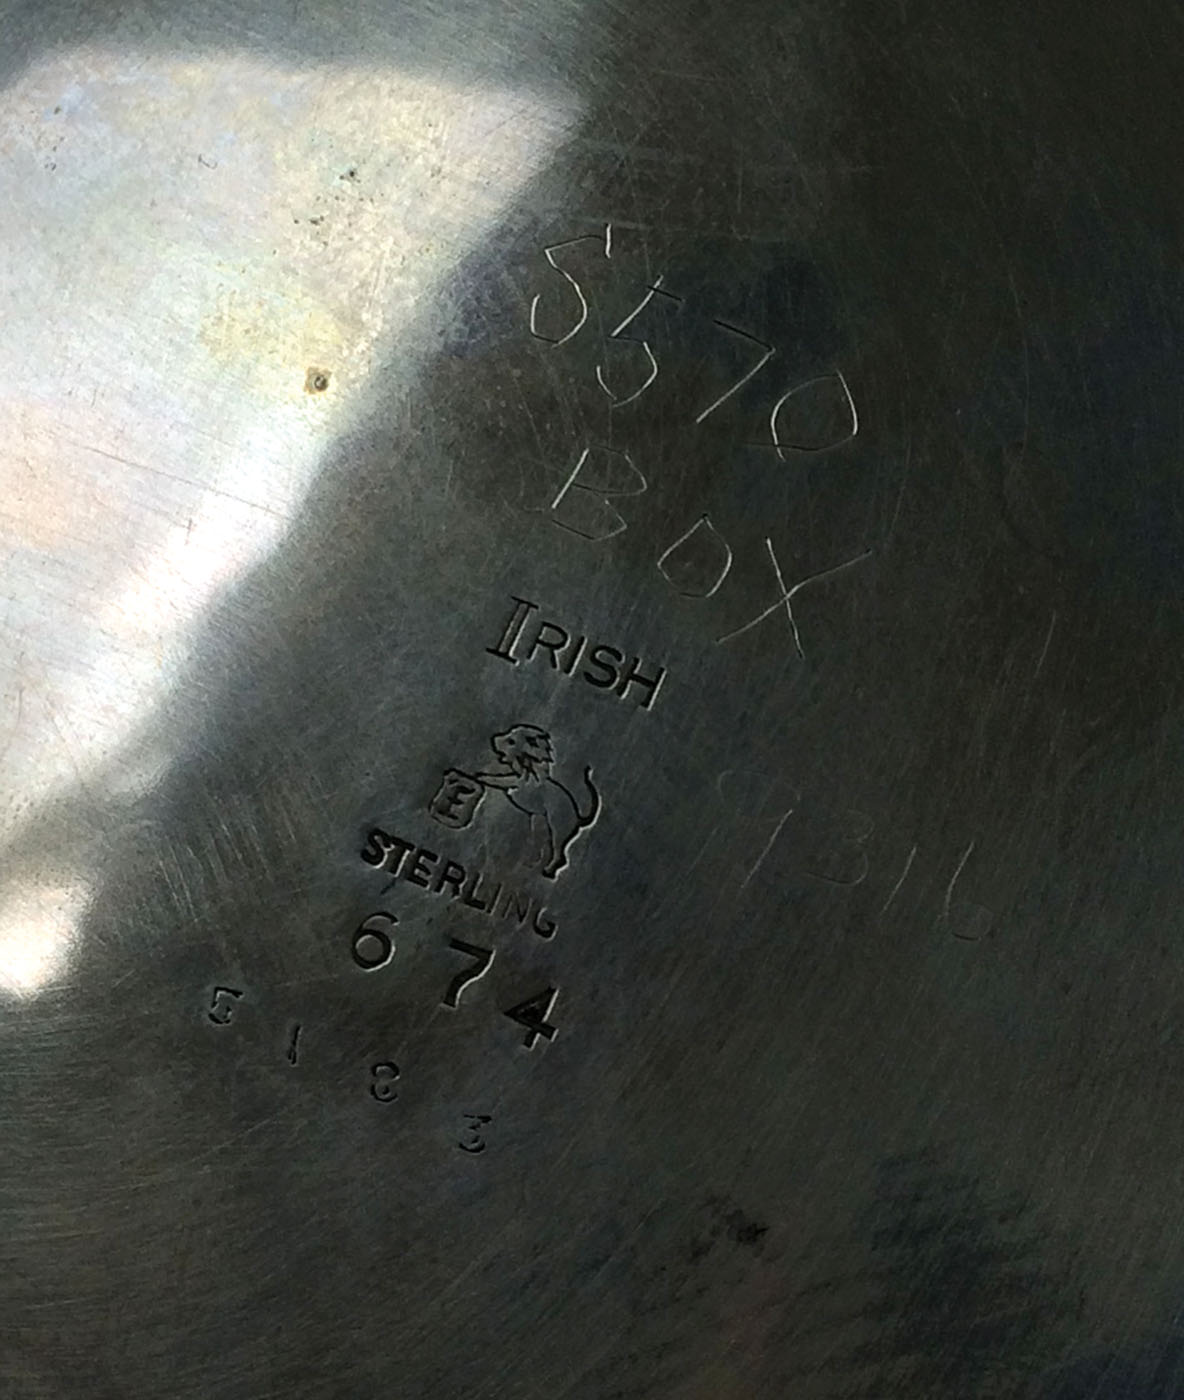 5570
BOX
IRISH
E
STERLING
674
5183